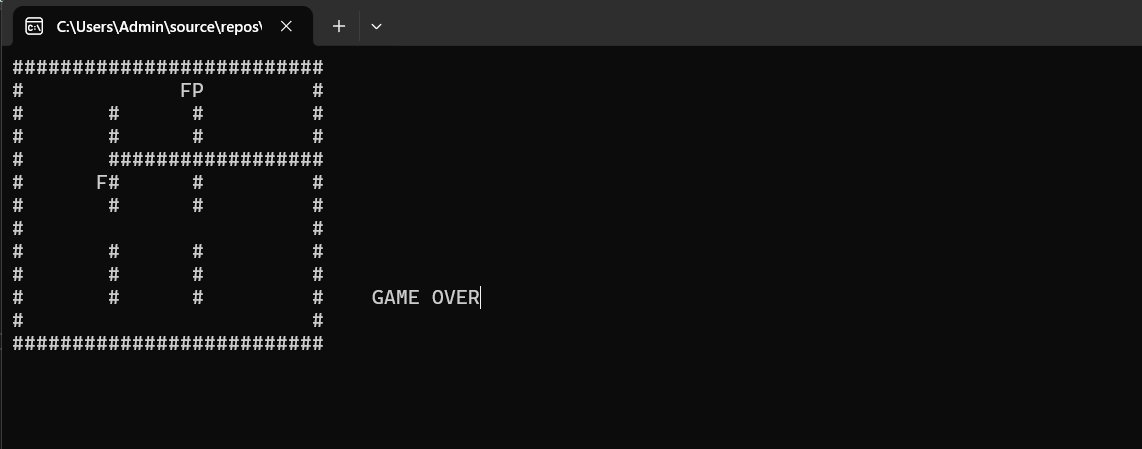 C:\Users\Admin\source\repos\
##########################
#             FP         #
#       #      #         #
#       #      #         #
#       ##################
#      F#      #         #
#       #      #         #
#                        #
#       #      #         #
#       #      #         #
#       #      #         #    GAME OVER
#                        #
##########################